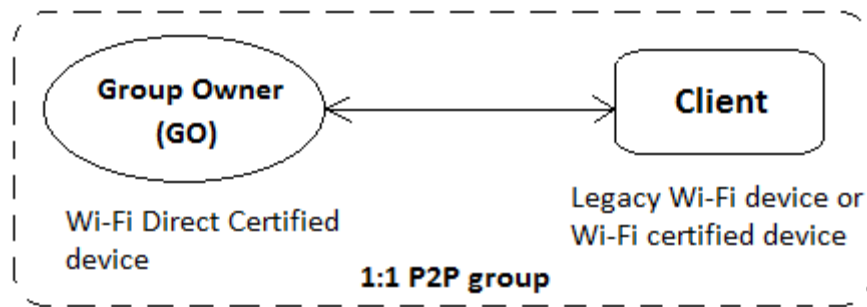 Group Owner
(GO)
Client
Wi-Fi Direct Certified
device
Legacy Wi-Fi device or
Wi-Fi certified device
1:1 P2P group